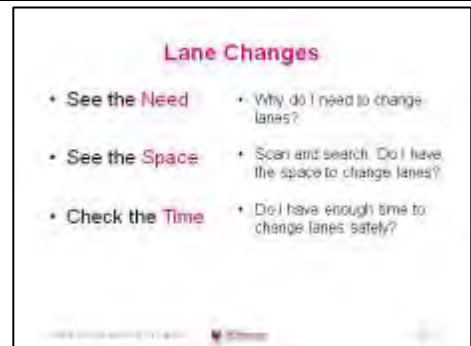 Lane Changes
• See the Need
• Why do I need to change
lanes?
• See the Space
• Scan and search. Do I have
the space to change lanes?
• Check the Time
• Do I have enough time to
change lanes safely?